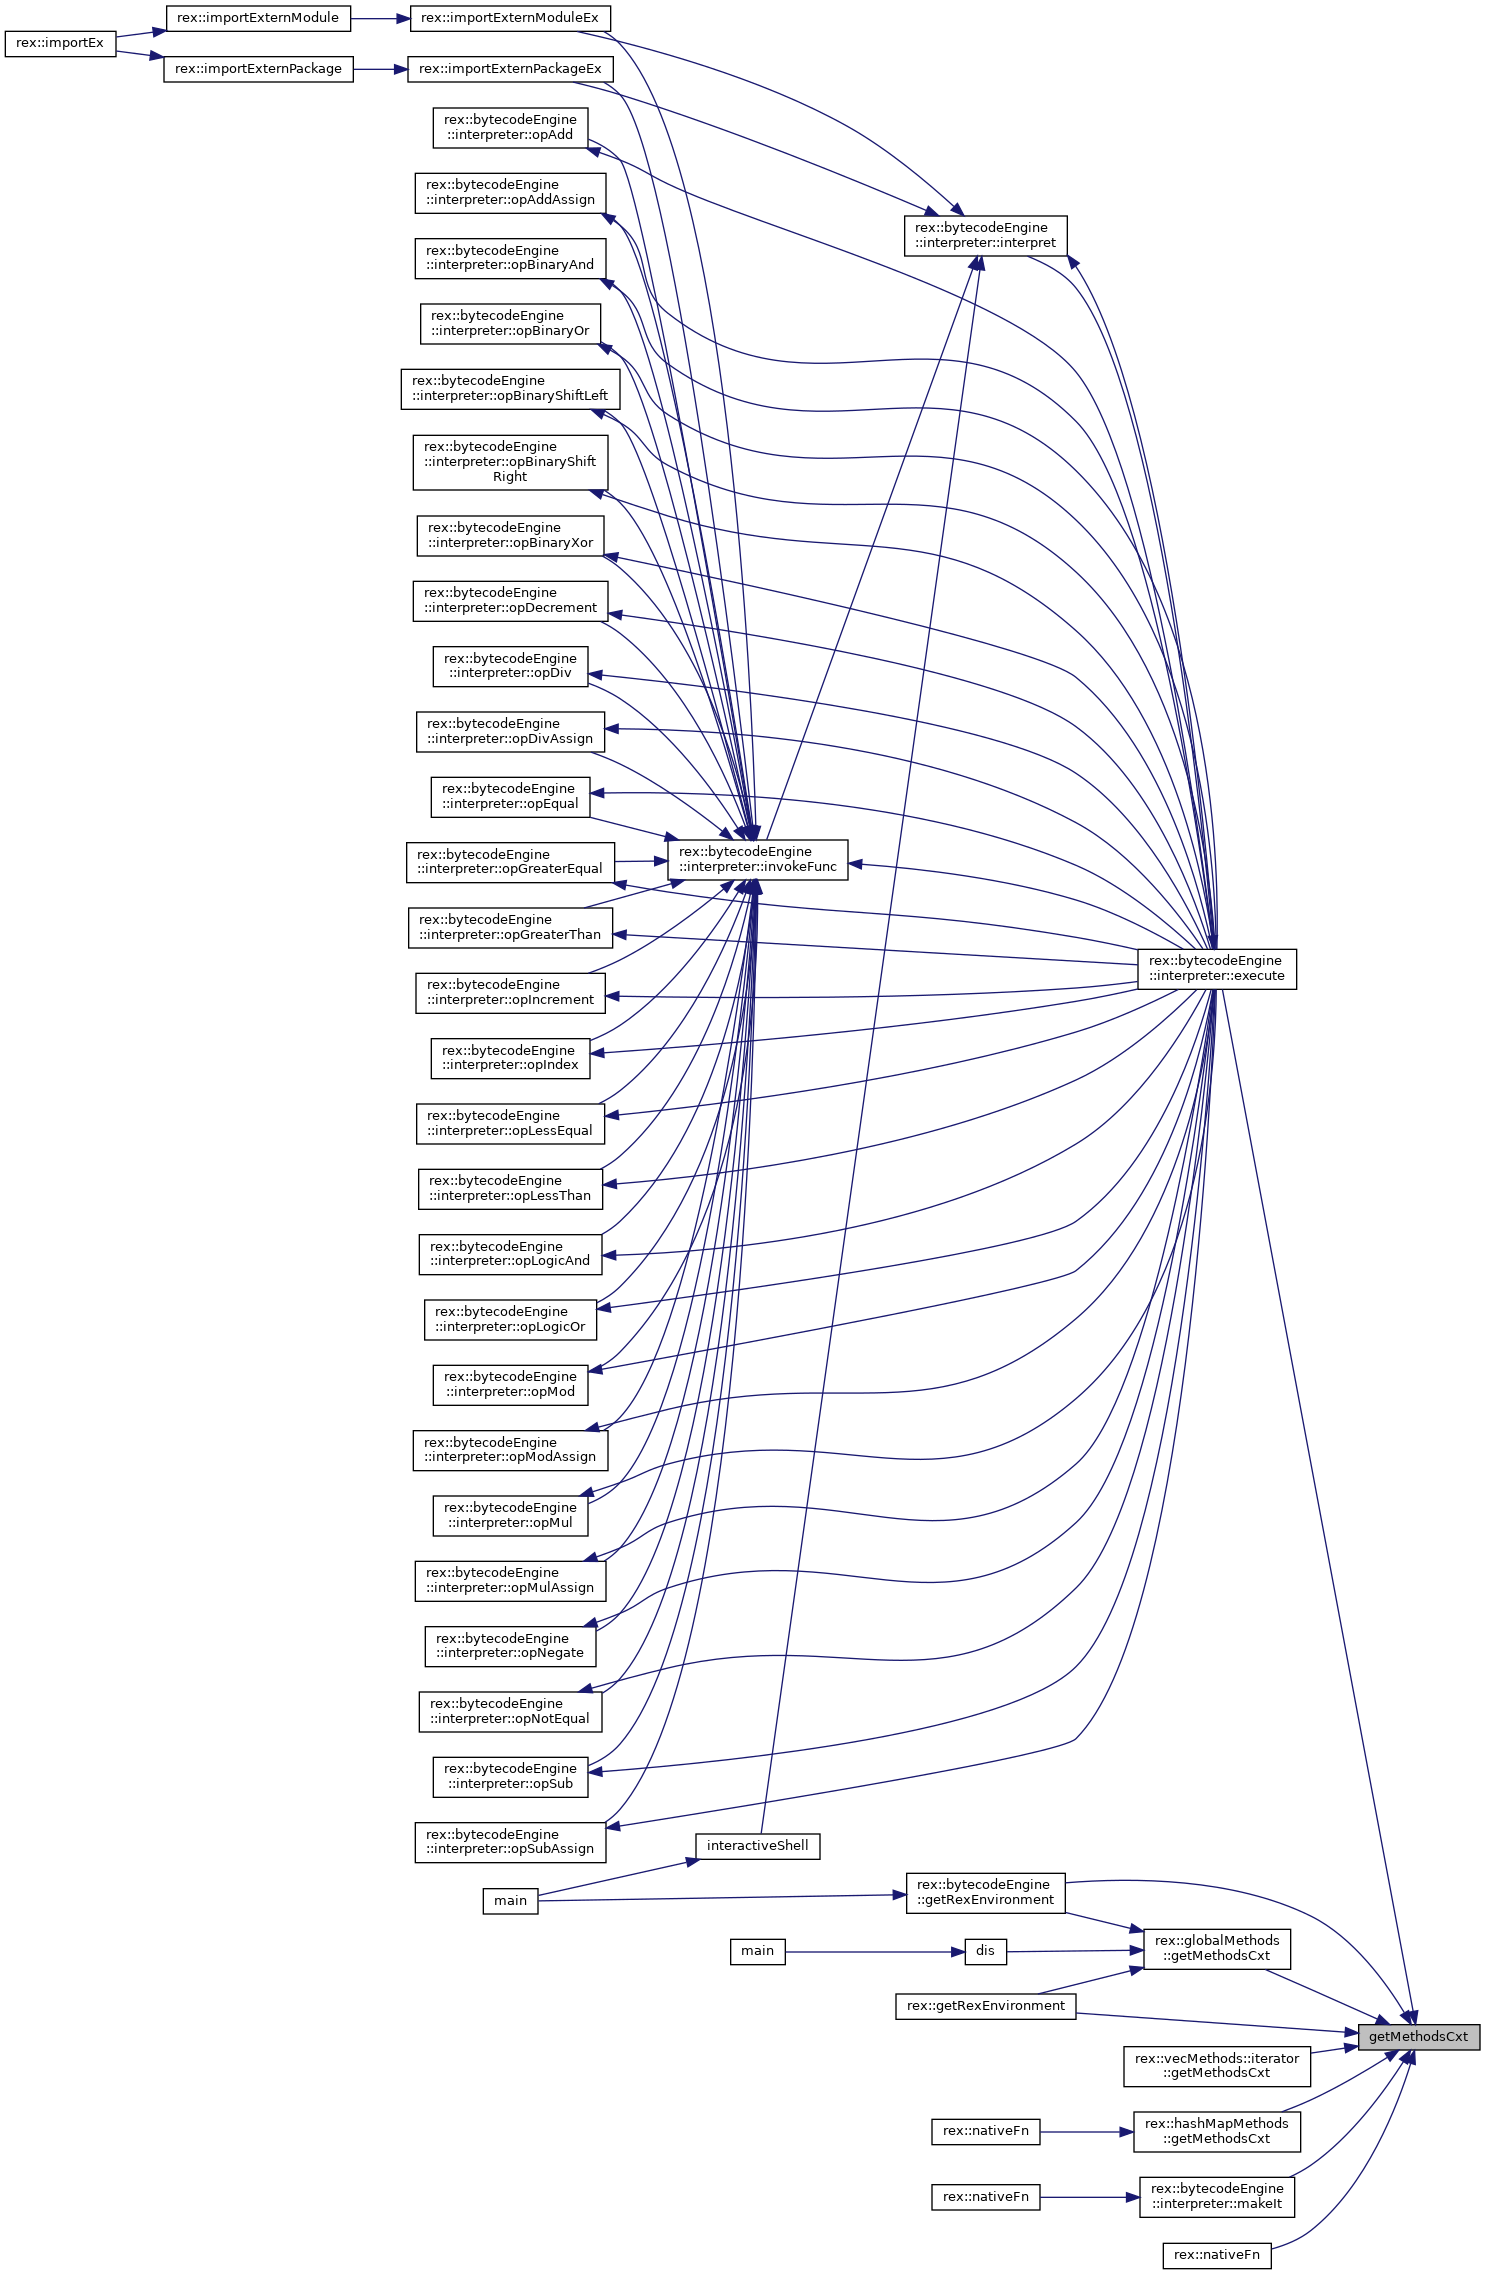 rex::importExternModule
rex::importExternModuleEx
rex::importEx
rex::importExternPackage
rex::importExternPackageEx
rex::bytecodeEngine
::interpreter::opAdd
rex::bytecodeEngine
::interpreter::opAddAssign
rex::bytecodeEngine
::interpreter::interpret
rex::bytecodeEngine
::interpreter::opBinaryAnd
rex::bytecodeEngine
::interpreter::opBinaryOr
rex::bytecodeEngine
::interpreter::opBinaryShiftLeft
rex::bytecodeEngine
::interpreter::opBinaryShift
Right
rex::bytecodeEngine
::interpreter::opBinaryXor
rex::bytecodeEngine
::interpreter::opDecrement
rex::bytecodeEngine
::interpreter::opDiv
rex::bytecodeEngine
::interpreter::opDivAssign
rex::bytecodeEngine
::interpreter::opEqual
rex::bytecodeEngine
::interpreter::invokeFunc
rex::bytecodeEngine
::interpreter::opGreaterEqual
rex::bytecodeEngine
::interpreter::opGreaterThan
rex::bytecodeEngine
::interpreter::execute
rex::bytecodeEngine
::interpreter::opIncrement
rex::bytecodeEngine
::interpreter::opIndex
rex::bytecodeEngine
::interpreter::opLessEqual
rex::bytecodeEngine
::interpreter::opLessThan
rex::bytecodeEngine
::interpreter::opLogicAnd
rex::bytecodeEngine
::interpreter::opLogicOr
rex::bytecodeEngine
::interpreter::opMod
rex::bytecodeEngine
::interpreter::opModAssign
rex::bytecodeEngine
::interpreter::opMul
rex::bytecodeEngine
::interpreter::opMulAssign
rex::bytecodeEngine
::interpreter::opNegate
rex::bytecodeEngine
::interpreter::opNotEqual
rex::bytecodeEngine
::interpreter::opSub
rex::bytecodeEngine
::interpreter::opSubAssign
interactiveShell
main
rex::bytecodeEngine
::getRexEnvironment
rex::globalMethods
::getMethodsCxt
main
dis
rex::getRexEnvironment
getMethodsCxt
rex::vecMethods::iterator
::getMethodsCxt
rex::nativeFn
rex::hashMapMethods
::getMethodsCxt
rex::nativeFn
rex::bytecodeEngine
::interpreter::makeIt
rex::nativeFn